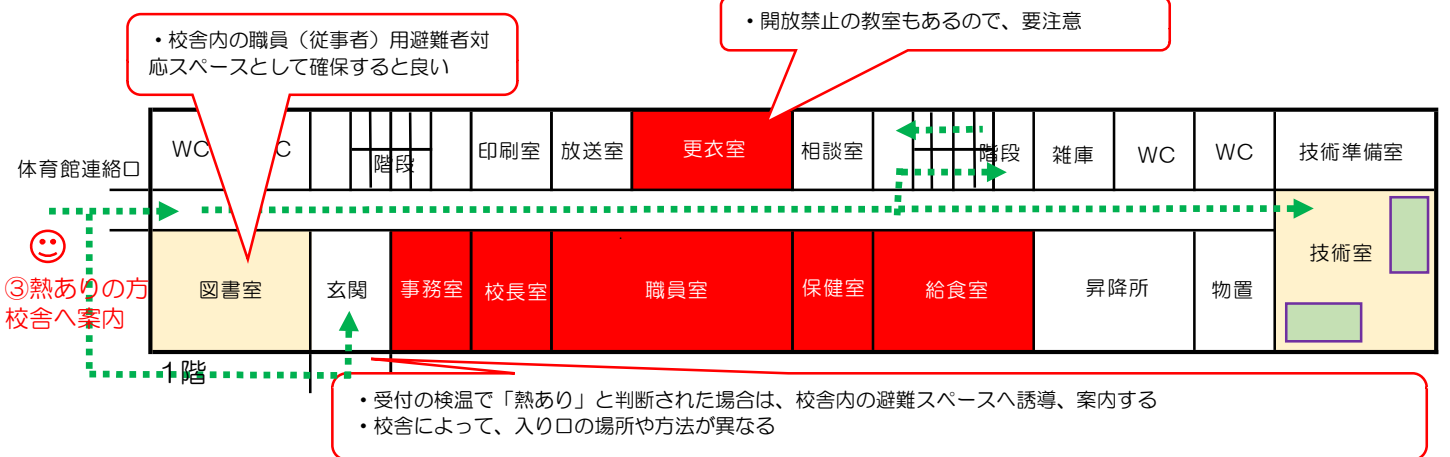 ・校舎内の職員（従事者）用避難者対
応スペースとして確保すると良い
・開放禁止の教室もあるので、要注意
体育館連絡口
WC
C
階段
印刷室
放送室
更衣室
相談室
階段
雑庫
WC
WC
技術準備室
③熱ありの方
校舎へ案内
図書室
玄関
事務室
校長室
職員室
保健室
給食室
昇降所
物置
技術室
1階
・受付の検温で「熱あり」と判断された場合は、校舎内の避難スペースへ誘導、案内する
・校舎によって、入り口の場所や方法が異なる